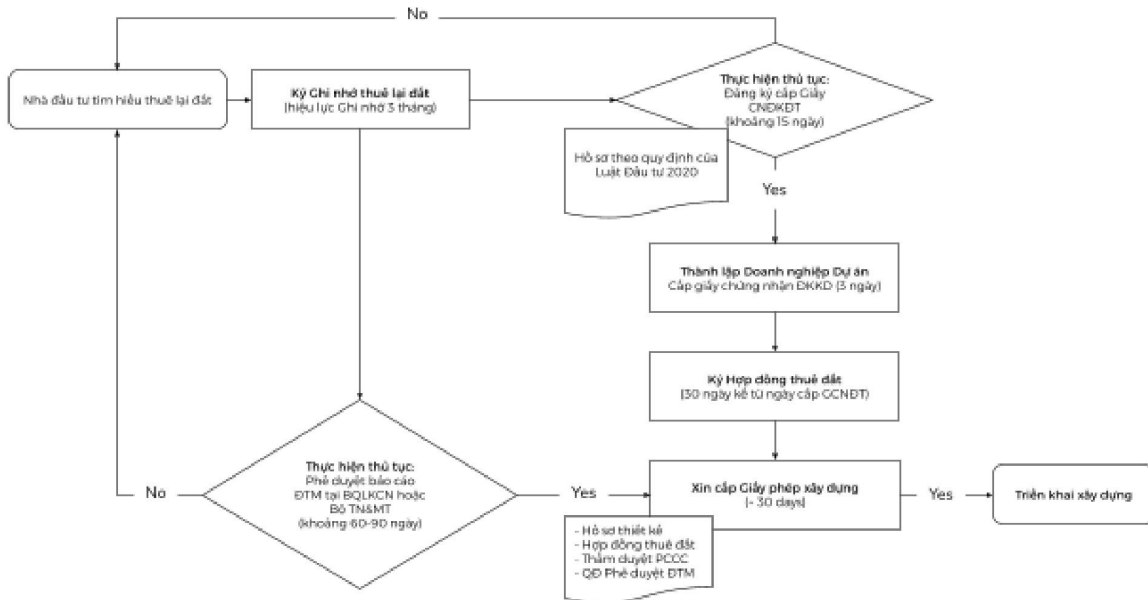 No
Nhà đầu tư tìm hiểu thuê lại đất
Ký Ghi nhớ thuê lại đất
(hiệu lực Ghi nhớ 3 tháng)
Thực hiện thủ tục:
Đăng ký cấp Giấy
CNĐKĐT
(khoảng 15 ngày)
Hồ sơ theo quy định của
Luật Đầu tư 2020
Yes
Thành lập Doanh nghiệp Dự án
Cấp giấy chứng nhận ĐKKD (3 ngày)
Ký Hợp đồng thuê đất
(30 ngày kể từ ngày cấp GCNĐT)
Thực hiện thủ tục:
Phê duyệt báo cáo
ĐTM tại BQLKCN hoặc
Bộ TN&MT
(khoảng 60-90 ngày)
No
Yes
Xin cấp Giấy phép xây dựng
(~ 30 days)
Yes
Triển khai xây dựng
- Hồ sơ thiết kế
- Hợp đồng thuê đất
- Thẩm duyệt PCCC
- QĐ Phê duyệt ĐTM